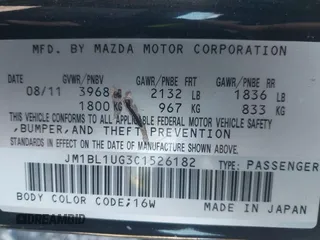 MFD. BY MAZDA MOTOR CORPORATION
08/11 GVWR/PNBV 3968 LB 1800 KG GAWR/PNBE FRT 2132 LB 967 KG GAWR/PNBE RR 1836 LB 833 KG
THIS VEHICLE CONFORMS TO ALL APPLICABLE
FEDERAL MOTOR VEHICLE SAFETY
,BUMPER,AND THEFT PREVENTION
STANDARDS IN EFFECT ON THE DATE OF
MANUFACTURE SHOWN ABOVE.
JM1BL1UG3C1526182 TYPE:PASSENGER
BODY COLOR CODE;16W MADE IN JAPAN
DREAMBID